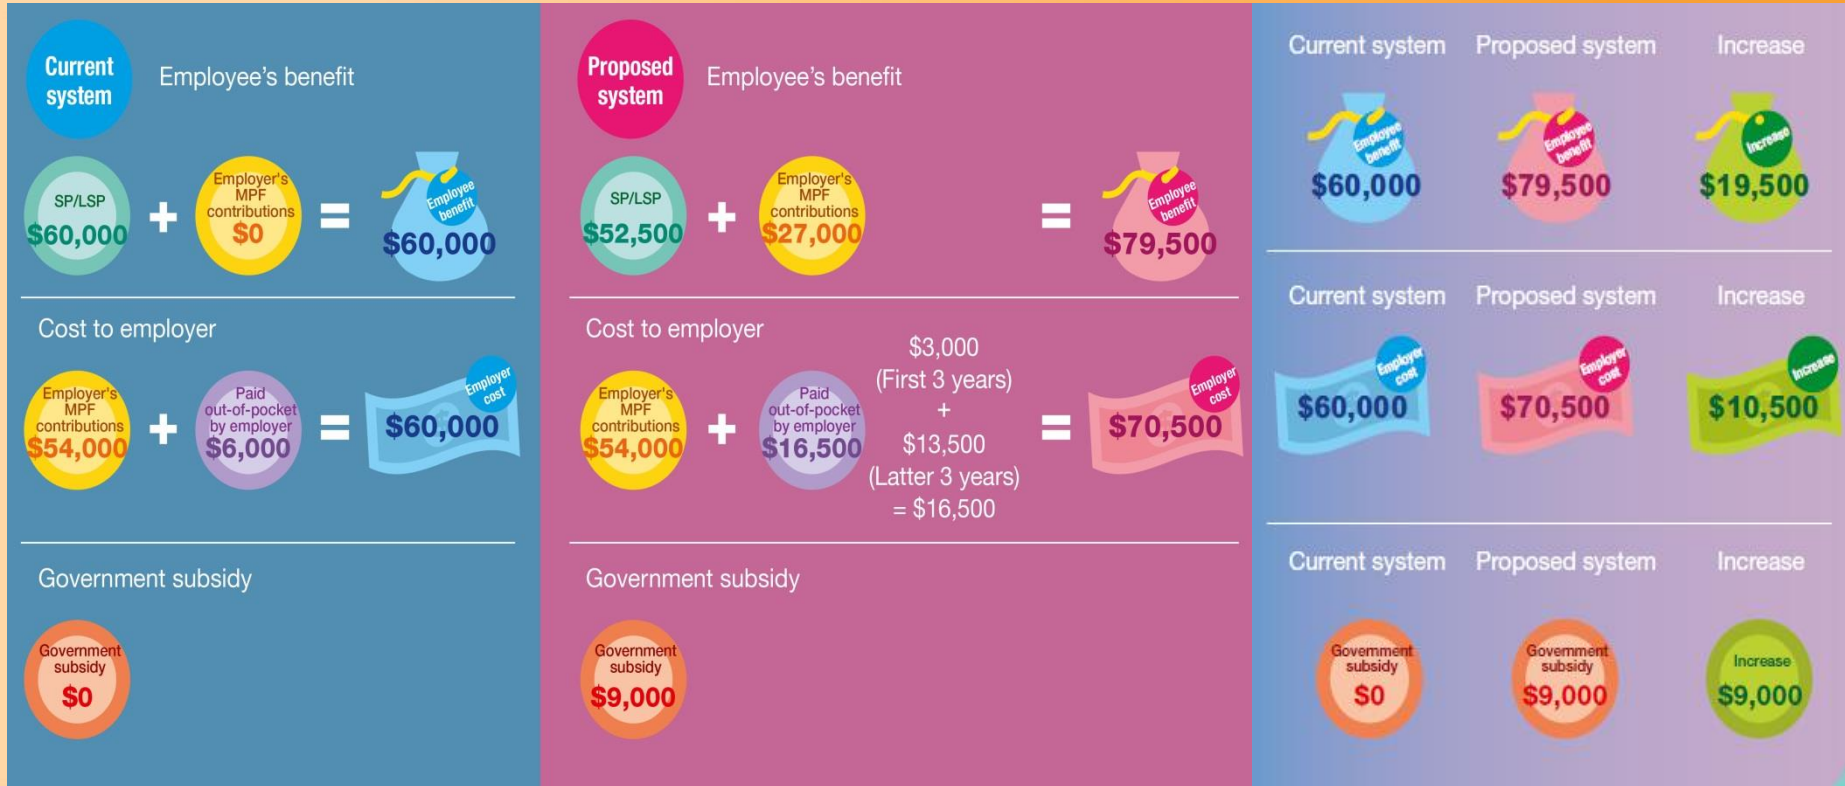 Current
system
Employee's benefit
SP/LSP
$60,000
+
Employer's
MPF
contributions
$0
=
Employee
benefit
$60,000
Cost to employer
Employer's
MPF
contributions
$54,000
+
Paid
out-of-pocket
by employer
$6,000
=
Employer
cost
$60,000
Government subsidy
Government
subsidy
$0
Proposed
system
Employee's benefit
SP/LSP
$52,500
+
Employer's
MPF
contributions
$27,000
=
Employee
benefit
$79,500
Cost to employer
Employer's
MPF
contributions
$54,000
+
Paid
out-of-pocket
by employer
$16,500
$3,000
(First 3 years)
+
$13,500
(Latter 3 years)
= $16,500
=
Employer
cost
$70,500
Government subsidy
Government
subsidy
$9,000
Current system Proposed system Increase
Employee
benefit
$60,000
Employee
benefit
$79,500
Increase
$19,500
Current system Proposed system Increase
Employer
cost
$60,000
Employer
cost
$70,500
Increase
$10,500
Current system Proposed system Increase
Government
subsidy
$0
Government
subsidy
$9,000
Increase
$9,000